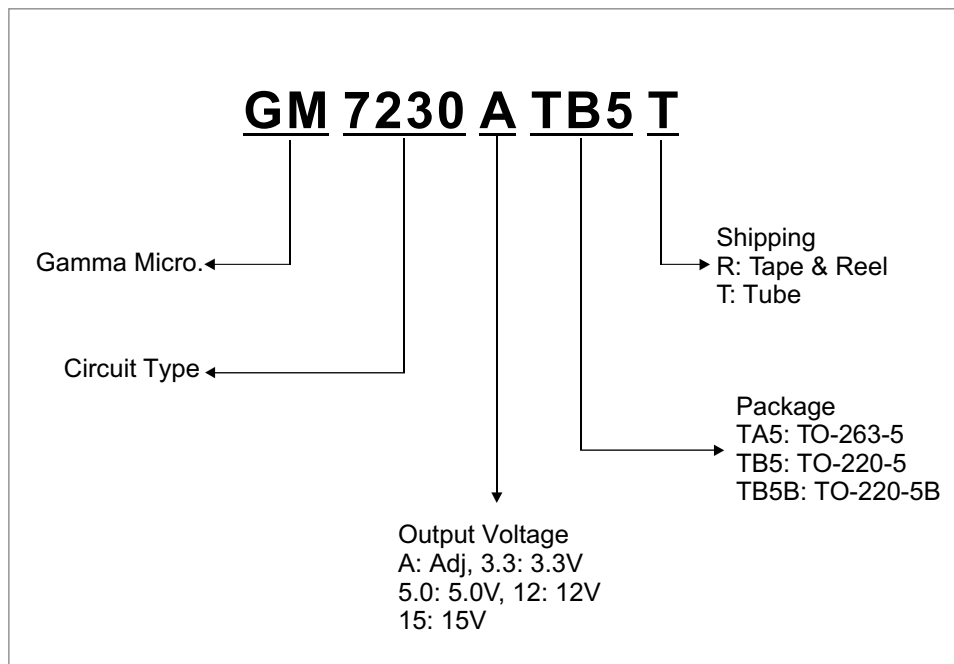 GM 7230 A TB5 T
Gamma Micro.
Shipping
R: Tape & Reel
T: Tube
Circuit Type
Package
TA5: TO-263-5
TB5: TO-220-5
TB5B: TO-220-5B
Output Voltage
A: Adj, 3.3: 3.3V
5.0: 5.0V, 12: 12V
15: 15V